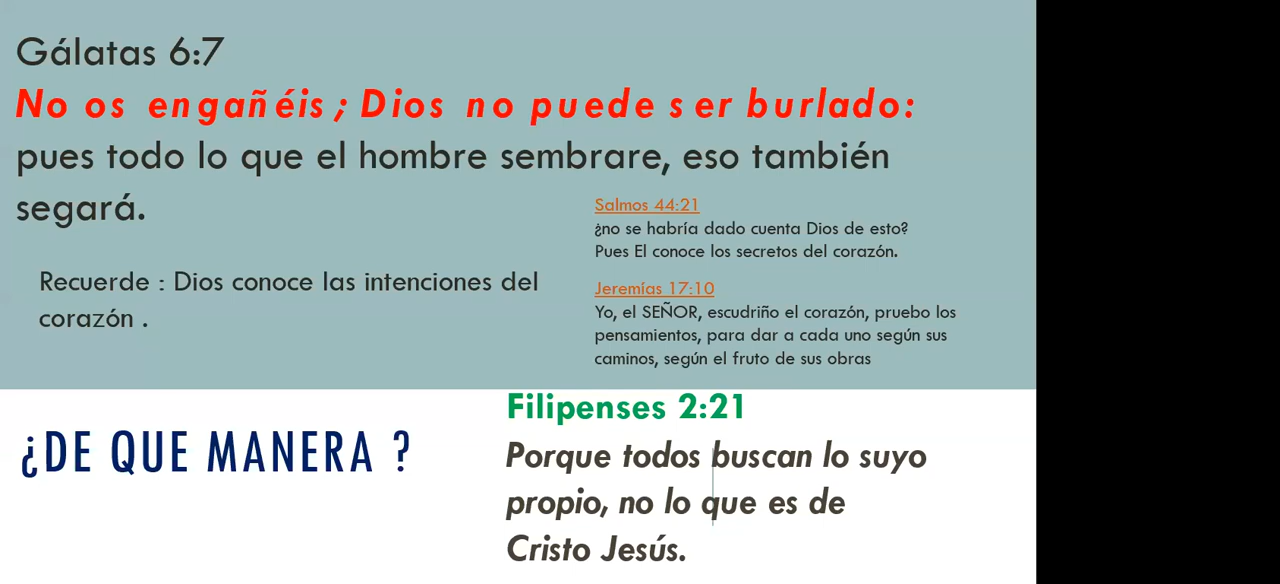 Gálatas 6:7
No os engañéis; Dios no puede ser burlado:
pues todo lo que el hombre sembrare, eso también
segará.
Recuerde : Dios conoce las intenciones del
corazón .
Salmos 44:21
¿no se habría dado cuenta Dios de esto?
Pues El conoce los secretos del corazón.
Jeremías 17:10
Yo, el SEÑOR, escudriño el corazón, pruebo los
pensamientos, para dar a cada uno según sus
caminos, según el fruto de sus obras
¿DE QUE MANERA ?
Filipenses 2:21
Porque todos buscan lo suyo
propio, no lo que es de
Cristo Jesús.